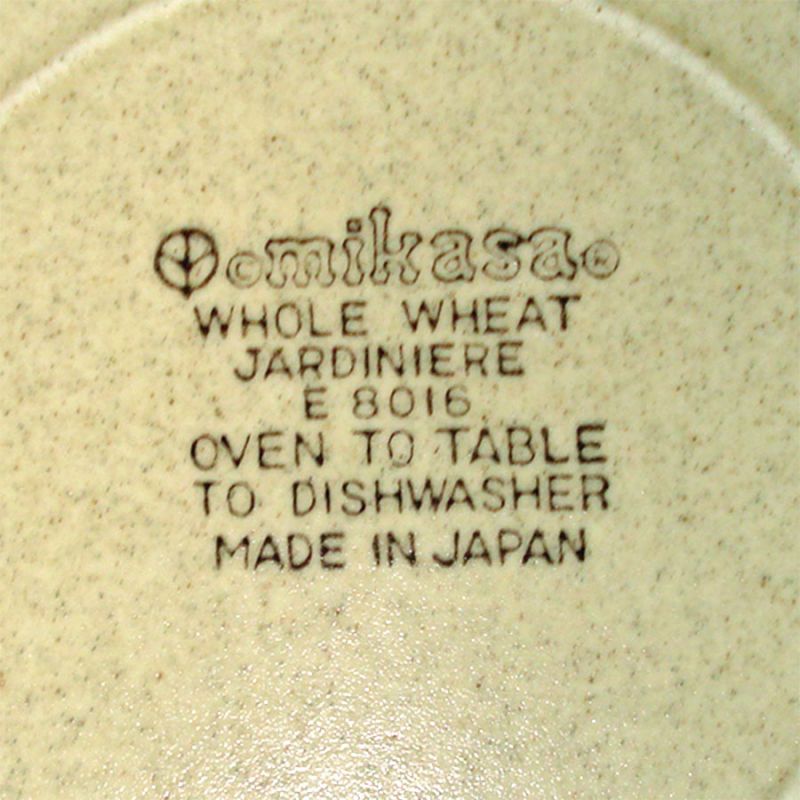 ©mikasa®
WHOLE WHEAT
JARDINIERE
E 8016
OVEN TO TABLE
TO DISHWASHER
MADE IN JAPAN